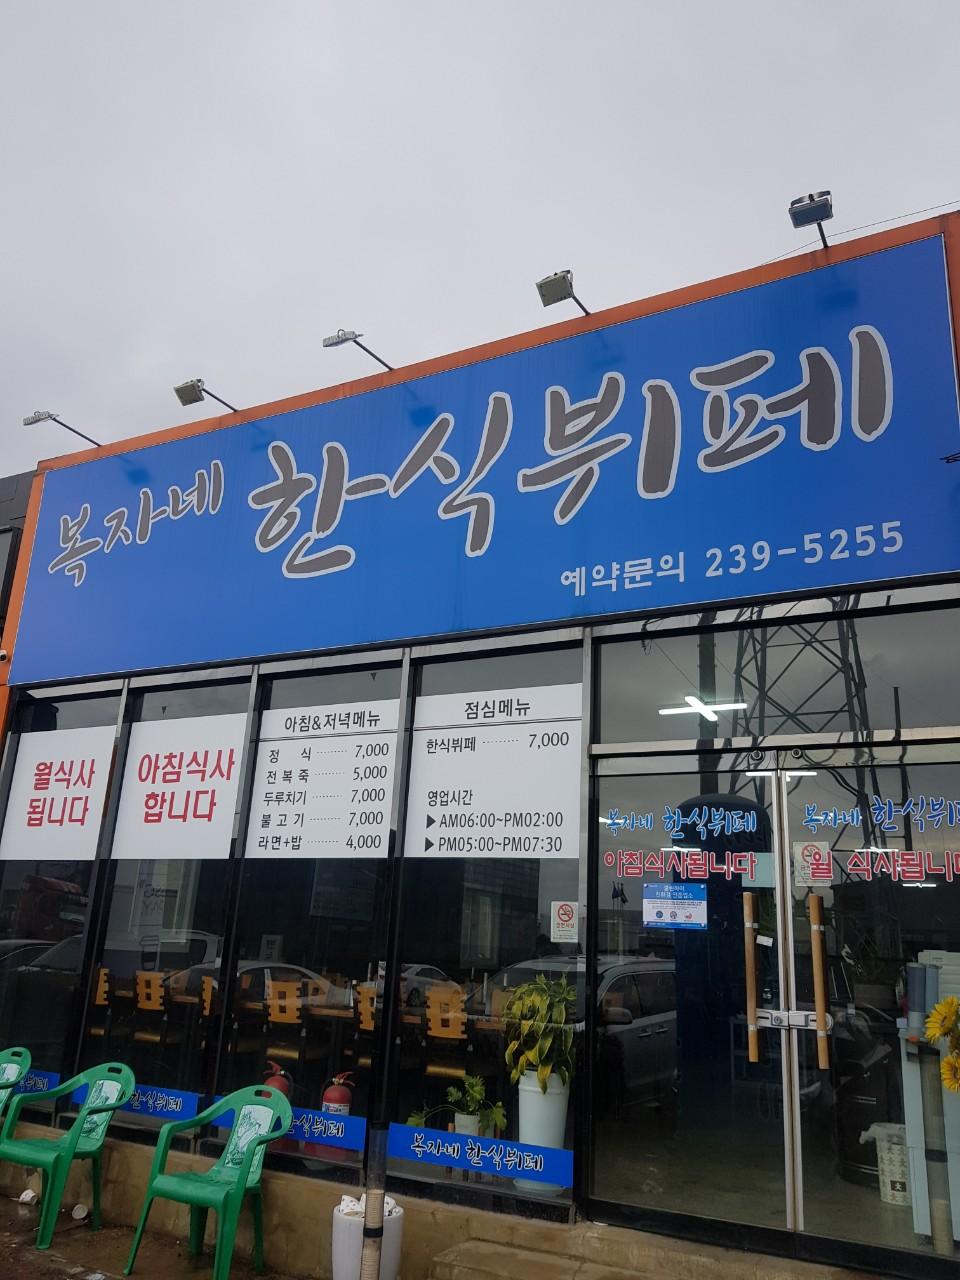 복자네 한식뷔페
예약문의 239-5255
월식사
됩니다
아침식사
합니다
아침&저녁메뉴
정 식 ········ 7,000
전복죽 ············ 5,000
두루치기 ·········· 7,000
불고기 ··········· 7,000
라면+밥 ········· 4,000
점심메뉴
한식뷔페 ········· 7,000
영업시간
▶AM06:00~PM02:00
▶PM05:00~PM07:30
복자네 한식뷔페
아침식사됩니다
복자네 한식뷔페
월 식사됩니다
한식뷔페
한식뷔페
복자네 한식뷔페